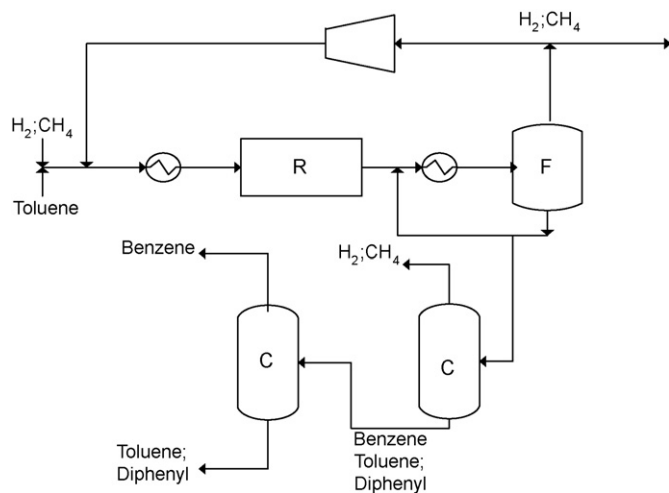 H₂;CH₄
H₂;CH₄
R
F
Toluene
Benzene
H₂;CH₄
C
C
Toluene;
Diphenyl
Benzene
Toluene;
Diphenyl